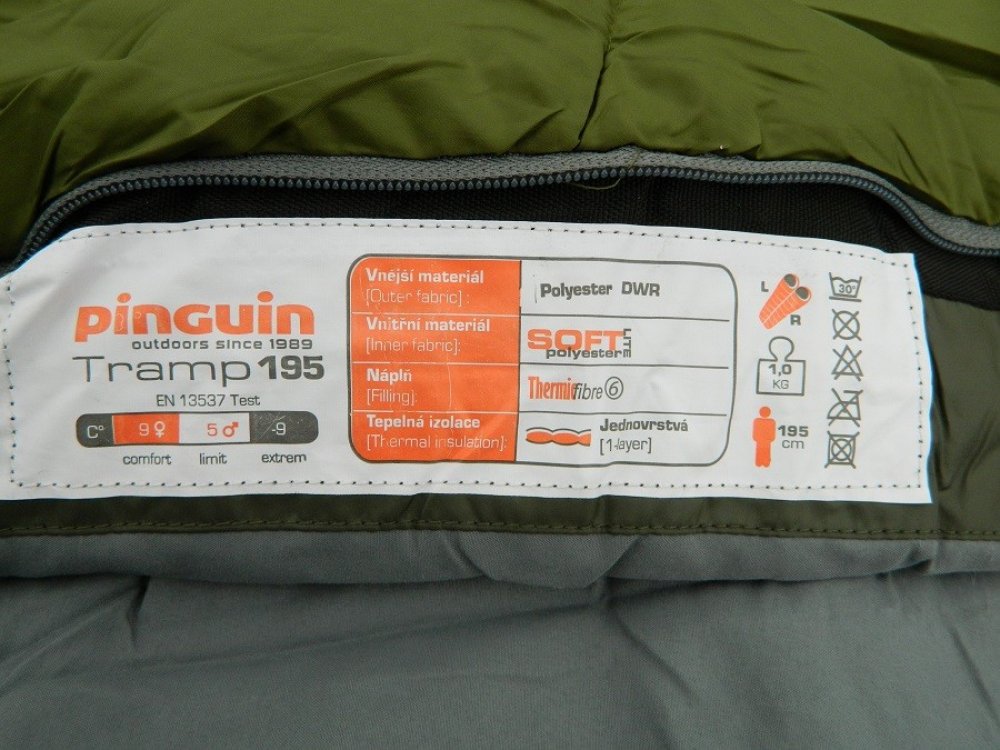 pinguin
outdoors since 1989
Tramp 195
EN 13537 Test
C° 9 5 -9
comfort limit extrem
Vnější materiál
[Outer fabric]:
Polyester DWR
Vnitřní materiál
[Inner fabric]:
SOFT LITE
polyester
Náplň
[Filling]:
Thermicfibre 6
Tepelná izolace
[Thermal insulation]:
Jednovrstvá
[1-layer]
L
R
1,0
KG
195
cm
30°